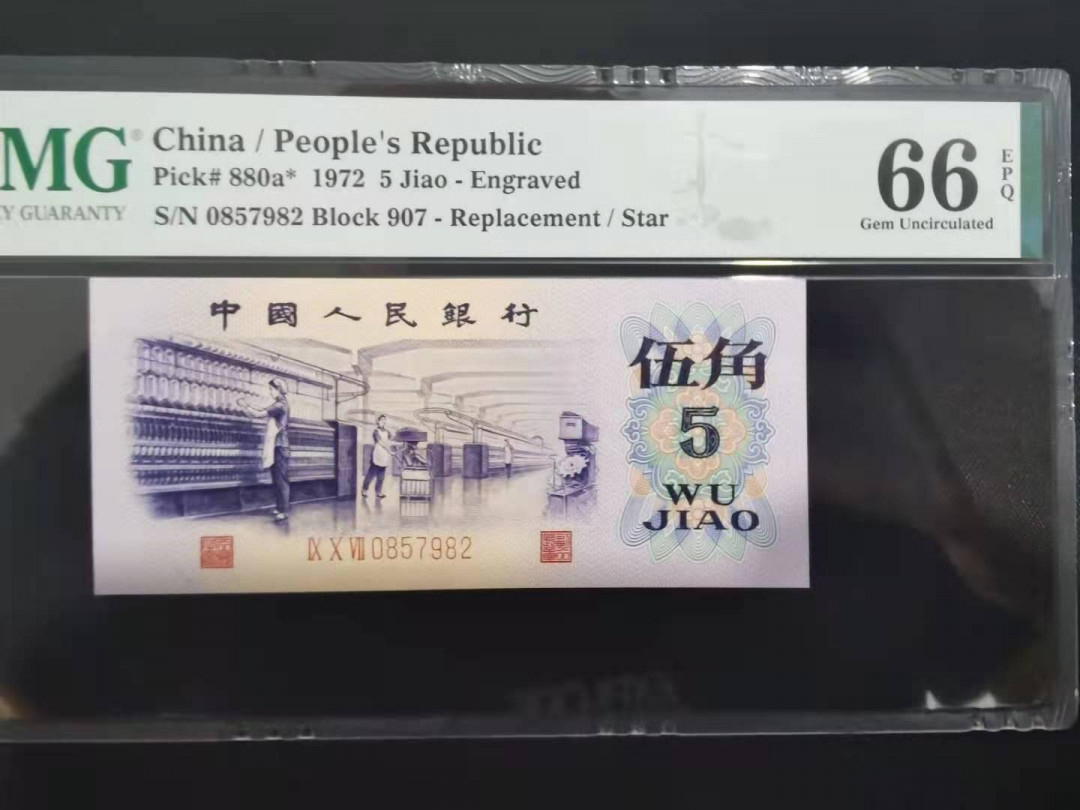 MG®
Y GUARANTY
China / People's Republic
Pick# 880a* 1972 5 Jiao - Engraved
S/N 0857982 Block 907 - Replacement / Star
66
EPQ
Gem Uncirculated
中國人民銀行
伍角
5
WU
JIAO
Ⅸ Ⅹ Ⅶ 0857982